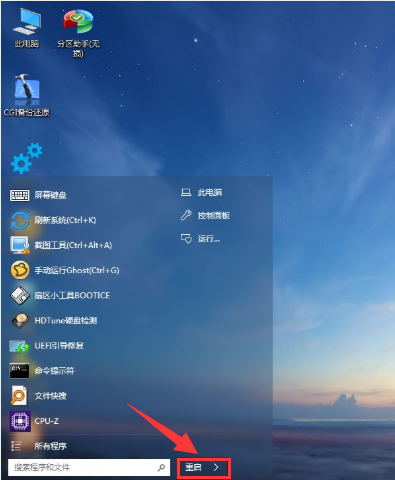 此电脑
分区助手(无
损)
CGI备份还原
屏幕键盘
刷新系统(Ctrl+K)
截图工具(Ctrl+Alt+A)
手动运行Ghost(Ctrl+G)
扇区小工具BOOTICE
HDTune硬盘检测
UEFI引导修复
命令提示符
文件快搜
CPU-Z
所有程序
搜索程序和文件
此电脑
控制面板
运行...
重启